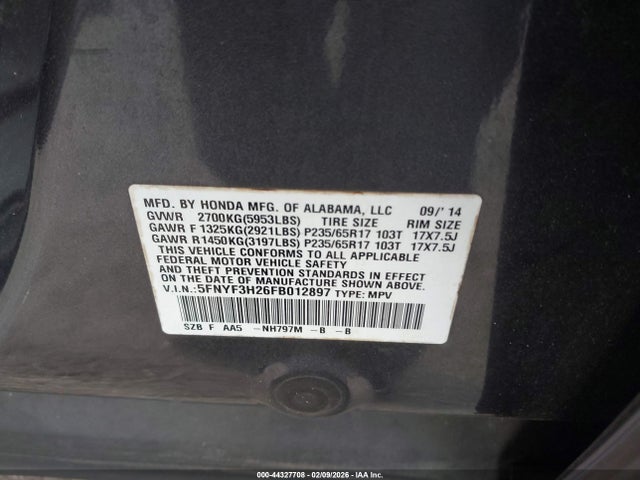 MFD. BY HONDA MFG. OF ALABAMA, LLC 09/'14
GVWR 2700KG(5953LBS) TIRE SIZE RIM SIZE
GAWR F 1325KG(2921LBS) P235/65R17 103T 17X7.5J
GAWR R1450KG(3197LBS) P235/65R17 103T 17X7.5J
THIS VEHICLE CONFORMS TO ALL APPLICABLE
FEDERAL MOTOR VEHICLE SAFETY
AND THEFT PREVENTION STANDARDS IN EFFECT
ON THE DATE OF MANUFACTURE SHOWN ABOVE.
V.I.N.: 5FNYF3H26FB012897 TYPE: MPV
SZB F AA5 -NH797M -B -B
000-44327708 | 02/09/2026 | IAA Inc.